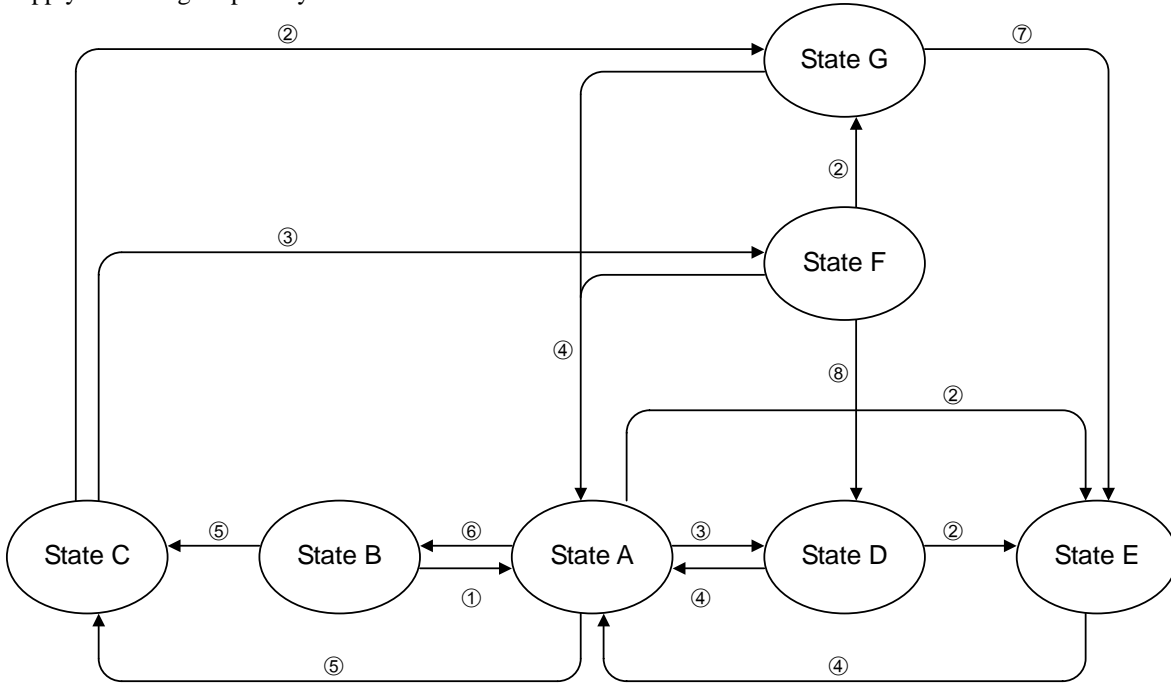 ② ⑦
State G
②
③
State F
④
⑧
②
⑤ ⑥ ③ ②
State C State B State A State D State E
① ④
⑤ ④